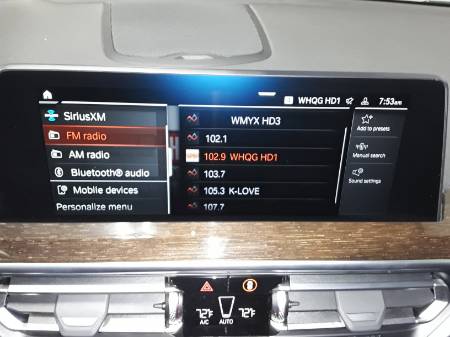 WHQG HD1 7:53am
SiriusXM
FM radio
AM radio
Bluetooth® audio
Mobile devices
Personalize menu
WMYX HD3
102.1
102.9 WHQG HD1
103.7
105.3 K-LOVE
107.7
Add to presets
Manual search
Sound settings
72°F
A/C
AUTO
72°F